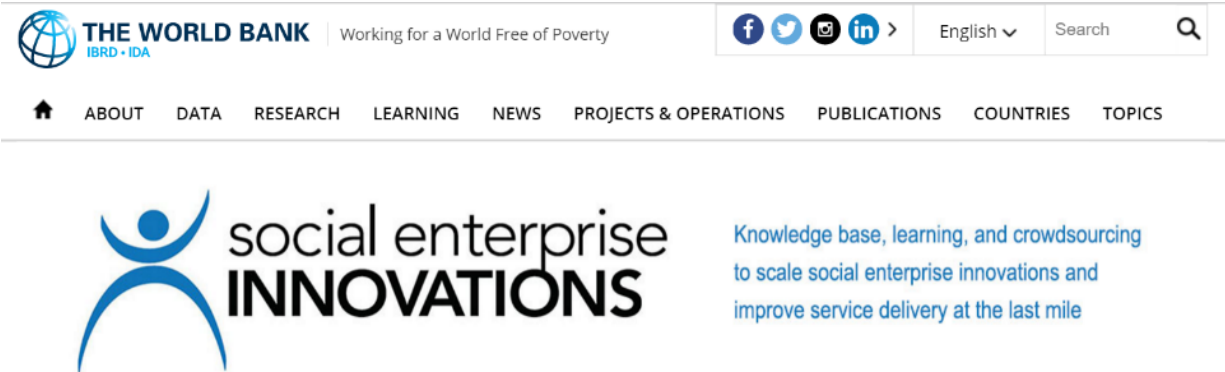 THE WORLD BANK
IBRD • IDA
Working for a World Free of Poverty
English
Search
ABOUT DATA RESEARCH LEARNING NEWS PROJECTS & OPERATIONS PUBLICATIONS COUNTRIES TOPICS
social enterprise
INNOVATIONS
Knowledge base, learning, and crowdsourcing
to scale social enterprise innovations and
improve service delivery at the last mile